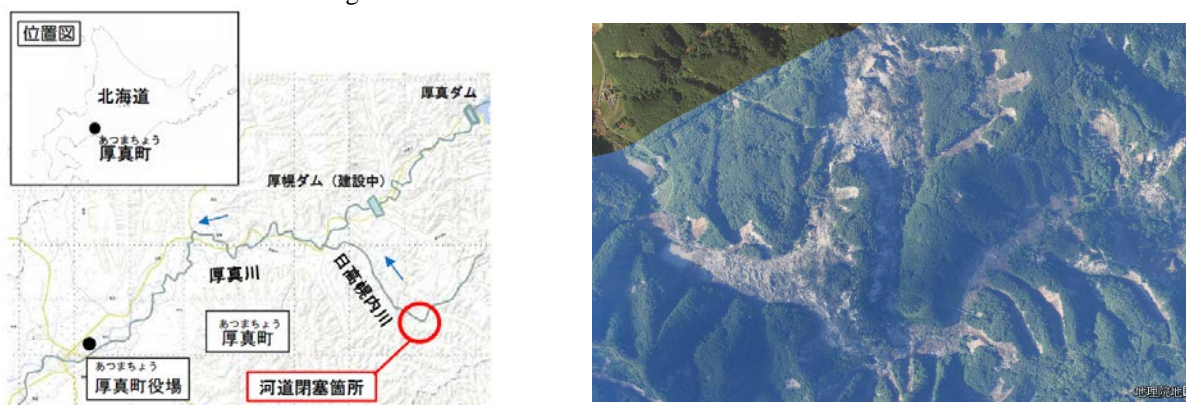 位置図
北海道
あつまちょう
厚真町
厚真ダム
厚幌ダム（建設中）
厚真川
日高幌内川
あつまちょう
厚真町
あつまちょう
厚真町役場
河道閉塞箇所
地理院地図